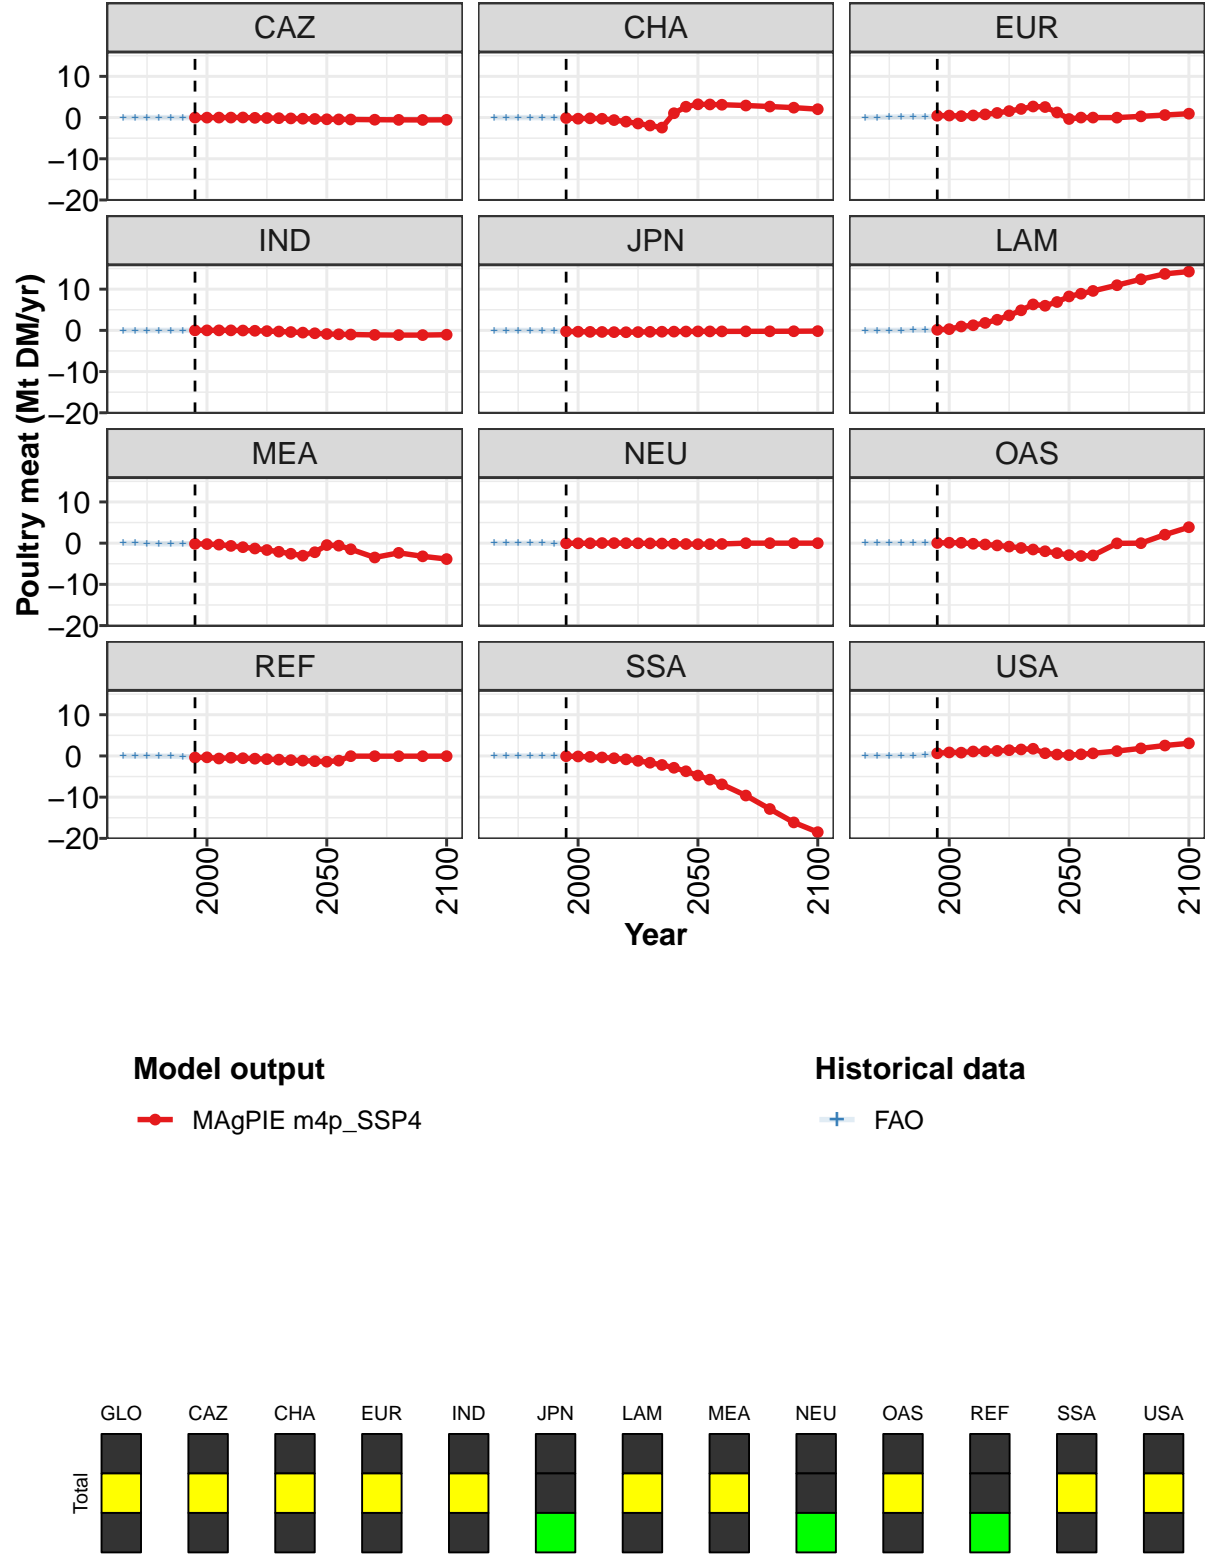 CAZ CHA EUR
10
0
−10
−20
IND JPN LAM
10
0
−10
−20
MEA NEU OAS
10
0
−10
−20
REF SSA USA
10
0
−10
−20
Poultry meat (Mt DM/yr)
2000 2050 2100 2000 2050 2100 2000 2050 2100
Year
Model output Historical data
MAgPIE m4p_SSP4 FAO
GLO CAZ CHA EUR IND JPN LAM MEA NEU OAS REF SSA USA
Total